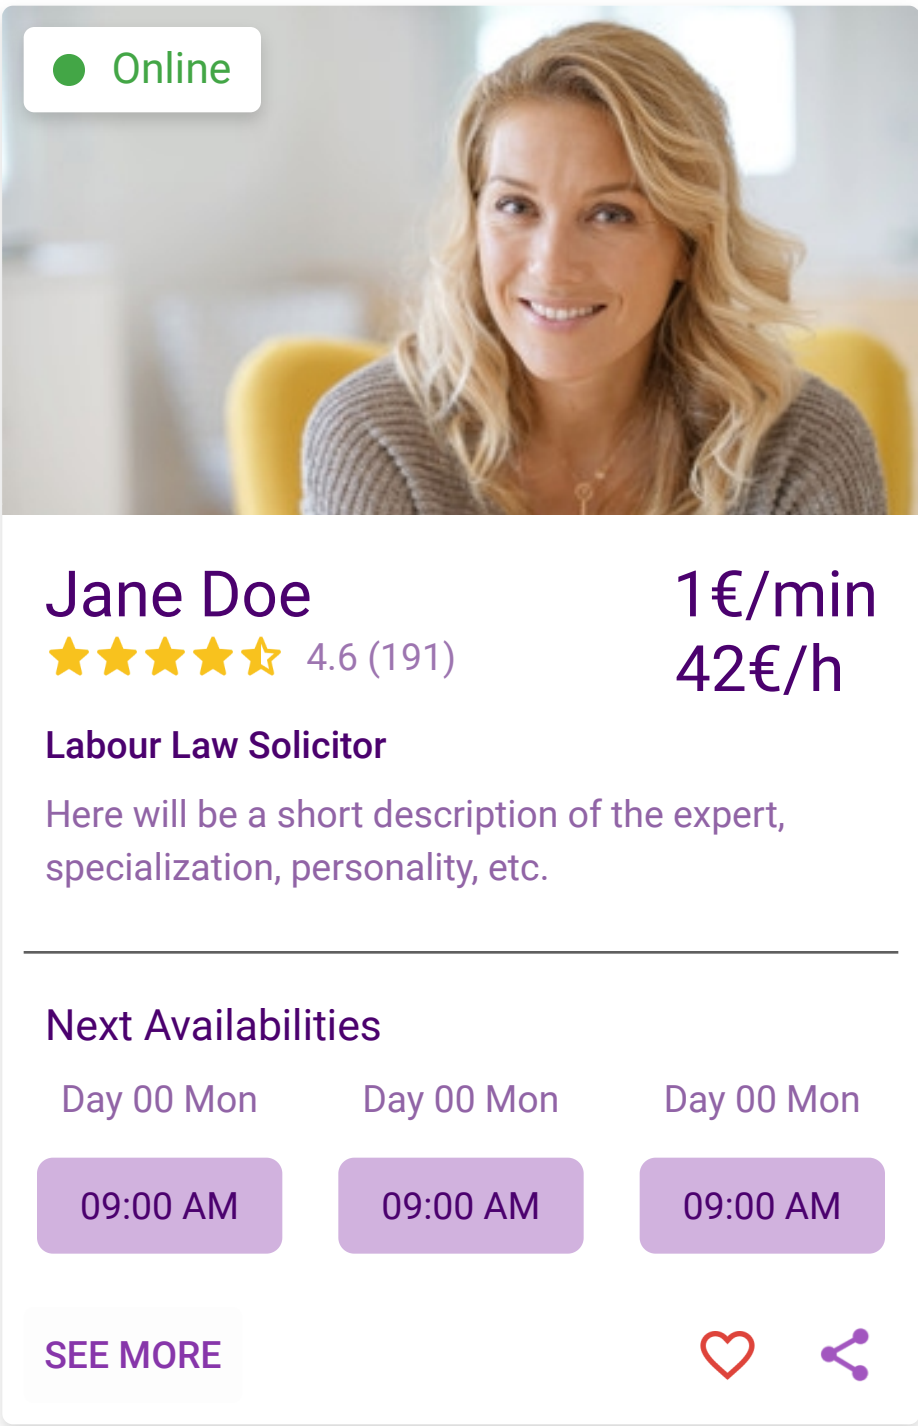 Online
Jane Doe
1€/min
4.6 (191)
42€/h
Labour Law Solicitor
Here will be a short description of the expert,
specialization, personality, etc.
Next Availabilities
Day 00 Mon Day 00 Mon Day 00 Mon
09:00 AM 09:00 AM 09:00 AM
SEE MORE